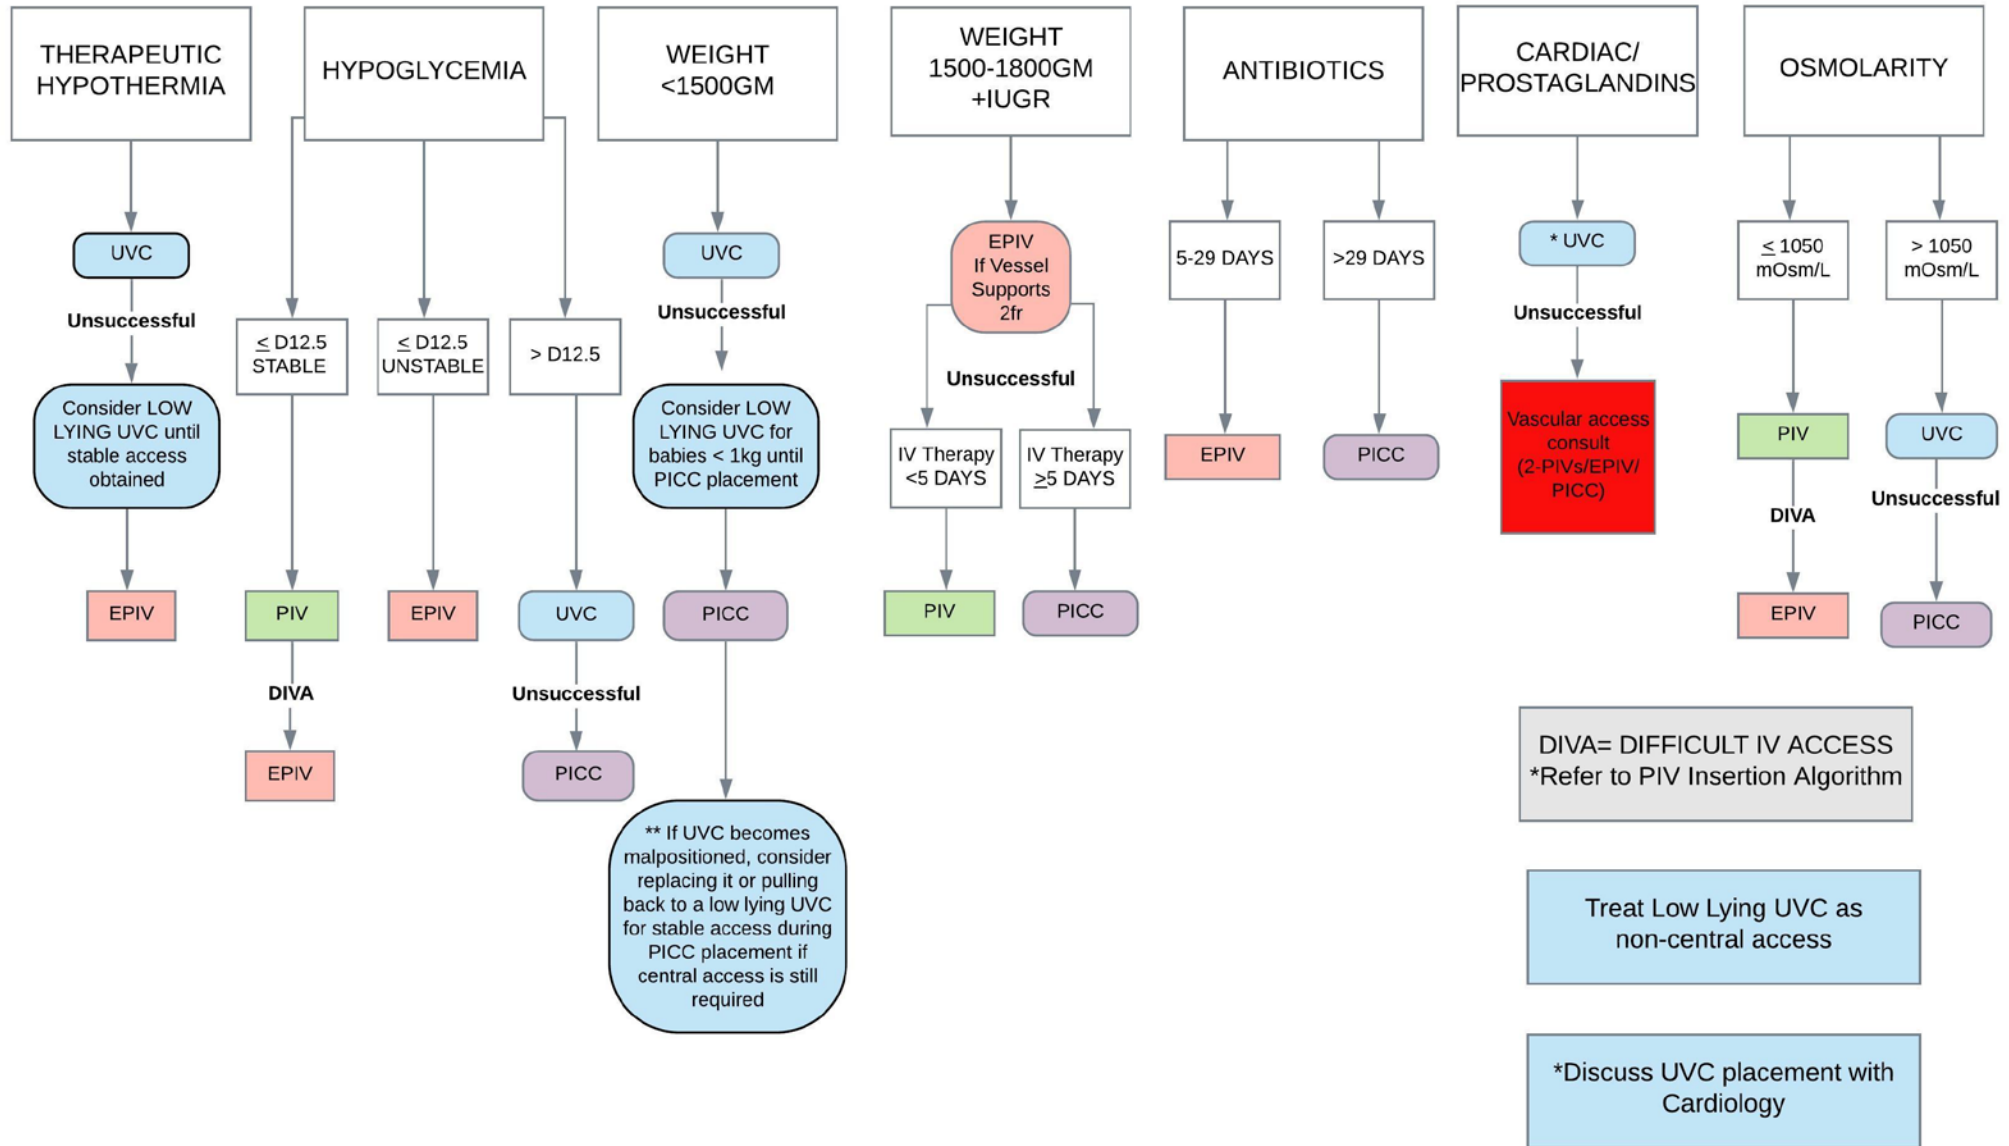 THERAPEUTIC
HYPOTHERMIA
HYPOGLYCEMIA
WEIGHT
<1500GM
WEIGHT
1500-1800GM
+IUGR
ANTIBIOTICS
CARDIAC/
PROSTAGLANDINS
OSMOLARITY
UVC
Unsuccessful
Consider LOW
LYING UVC until
stable access
obtained
EPIV
≤ D12.5
STABLE
PIV
DIVA
EPIV
≤ D12.5
UNSTABLE
EPIV
> D12.5
UVC
Unsuccessful
PICC
UVC
Unsuccessful
Consider LOW
LYING UVC for
babies < 1kg until
PICC placement
PICC
** If UVC becomes
malpositioned, consider
replacing it or pulling
back to a low lying UVC
for stable access during
PICC placement if
central access is still
required
EPIV
If Vessel
Supports
2fr
Unsuccessful
IV Therapy
<5 DAYS
PIV
IV Therapy
≥5 DAYS
PICC
5-29 DAYS
EPIV
>29 DAYS
PICC
* UVC
Unsuccessful
Vascular access
consult
(2-PIVs/EPIV/
PICC)
≤ 1050
mOsm/L
PIV
DIVA
EPIV
> 1050
mOsm/L
UVC
Unsuccessful
PICC
DIVA= DIFFICULT IV ACCESS
*Refer to PIV Insertion Algorithm
Treat Low Lying UVC as
non-central access
*Discuss UVC placement with
Cardiology